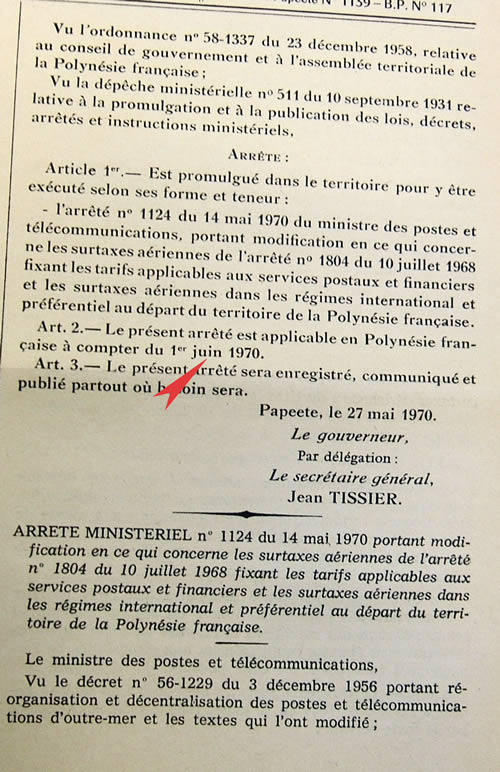 Papeete N° 1159 – B.P. N° 117
Vu l'ordonnance n° 58-1337 du 23 décembre 1958, relative
au conseil de gouvernement et à l'assemblée territoriale de
la Polynésie française ;
Vu la dépêche ministérielle n° 511 du 10 septembre 1931 re-
lative à la promulgation et à la publication des lois, décrets,
arrêtés et instructions ministériels,
ARRÊTE :
Article 1er.— Est promulgué dans le territoire pour y être
exécuté selon ses forme et teneur :
- l'arrêté n° 1124 du 14 mai 1970 du ministre des postes et
télécommunications, portant modification en ce qui concer-
ne les surtaxes aériennes de l'arrêté n° 1804 du 10 juillet 1968
fixant les tarifs applicables aux services postaux et financiers
et les surtaxes aériennes dans les régimes international et
préférentiel au départ du territoire de la Polynésie française.
Art. 2.— Le présent arrêté est applicable en Polynésie fran-
çaise à compter du 1er juin 1970.
Art. 3.— Le présent arrêté sera enregistré, communiqué et
publié partout où besoin sera.
Papeete, le 27 mai 1970.
Le gouverneur,
Par délégation :
Le secrétaire général,
Jean TISSIER.
ARRETE MINISTERIEL n° 1124 du 14 mai 1970 portant modi-
fication en ce qui concerne les surtaxes aériennes de l'arrêté
n° 1804 du 10 juillet 1968 fixant les tarifs applicables aux
services postaux et financiers et les surtaxes aériennes dans
les régimes international et préférentiel au départ du terri-
toire de la Polynésie française.
Le ministre des postes et télécommunications,
Vu le décret n° 56-1229 du 3 décembre 1956 portant ré-
organisation et décentralisation des postes et télécommunica-
tions d'outre-mer et les textes qui l'ont modifié ;